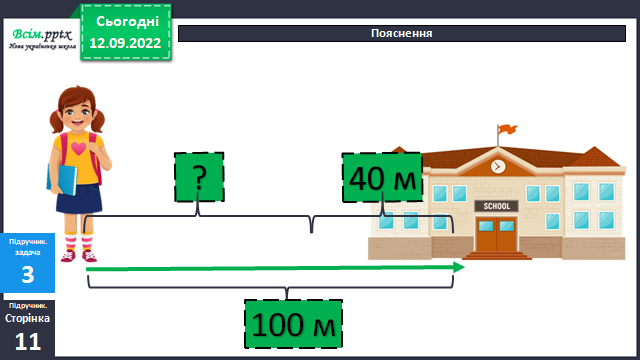 Всім.pptx
Нова українська школа
Сьогодні
12.09.2022
Пояснення
?
40 м
SCHOOL
Підручник.
задача
3
100 м
Підручник.
Сторінка
11